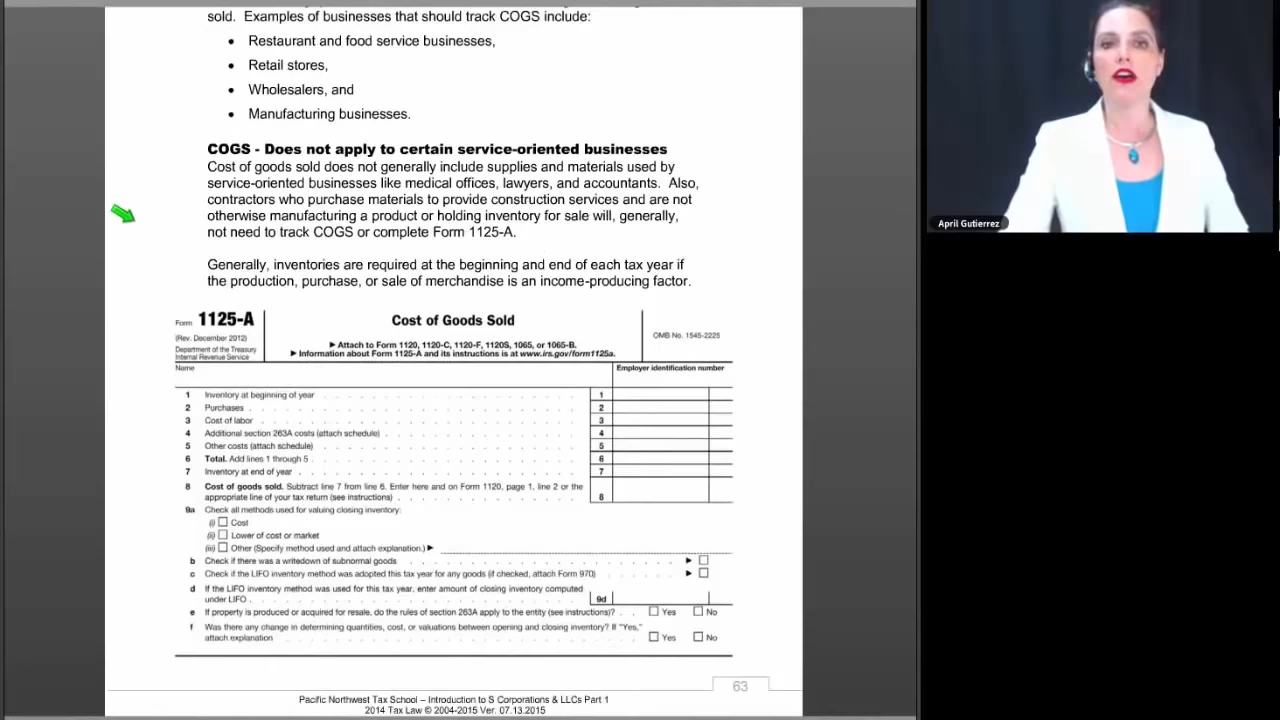 sold. Examples of businesses that should track COGS include:
• Restaurant and food service businesses,
• Retail stores,
• Wholesalers, and
• Manufacturing businesses.
COGS - Does not apply to certain service-oriented businesses
Cost of goods sold does not generally include supplies and materials used by
service-oriented businesses like medical offices, lawyers, and accountants. Also,
contractors who purchase materials to provide construction services and are not
otherwise manufacturing a product or holding inventory for sale will, generally,
not need to track COGS or complete Form 1125-A.
Generally, inventories are required at the beginning and end of each tax year if
the production, purchase, or sale of merchandise is an income-producing factor.
Form 1125-A
(Rev. December 2012)
Department of the Treasury
Internal Revenue Service
Cost of Goods Sold
▶ Attach to Form 1120, 1120-C, 1120-F, 1120S, 1065, or 1065-B.
▶ Information about Form 1125-A and its instructions is at www.irs.gov/form1125a.
OMB No. 1545-2225
Name
Employer identification number
1 Inventory at beginning of year 1
2 Purchases 2
3 Cost of labor 3
4 Additional section 263A costs (attach schedule) 4
5 Other costs (attach schedule) 5
6 Total. Add lines 1 through 5 6
7 Inventory at end of year 7
8 Cost of goods sold. Subtract line 7 from line 6. Enter here and on Form 1120, page 1, line 2 or the
appropriate line of your tax return (see instructions) 8
9a Check all methods used for valuing closing inventory:
(i) Cost
(ii) Lower of cost or market
(iii) Other (Specify method used and attach explanation.) ▶
b Check if there was a writedown of subnormal goods ▶
c Check if the LIFO inventory method was adopted this tax year for any goods (if checked, attach Form 970) ▶
d If the LIFO inventory method was used for this tax year, enter amount of closing inventory computed
under LIFO 9d
e If property is produced or acquired for resale, do the rules of section 263A apply to the entity (see instructions)? Yes No
f Was there any change in determining quantities, cost, or valuations between opening and closing inventory? If "Yes,"
attach explanation Yes No
63
Pacific Northwest Tax School – Introduction to S Corporations & LLCs Part 1
2014 Tax Law © 2004-2015 Ver. 07.13.2015
April Gutierrez